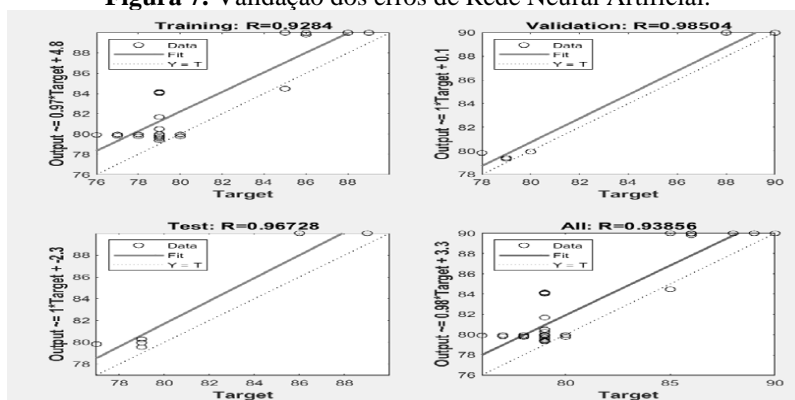 Figura 7. Validação dos erros de Rede Neural Artificial.
Training: R=0.9284
Output ~= 0.97*Target + 4.8
88
86
84
82
80
78
76
Data
Fit
Y = T
76 80 84 88
Target
Validation: R=0.98504
Output ~= 1*Target + 0.1
90
88
86
84
82
80
78
Data
Fit
Y = T
78 80 82 84 86 88 90
Target
Test: R=0.96728
Output ~= 1*Target + -2.3
88
86
84
82
80
78
Data
Fit
Y = T
78 80 82 84 86 88
Target
All: R=0.93856
Output ~= 0.98*Target + 3.3
90
88
86
84
82
80
78
76
Data
Fit
Y = T
80 85 90
Target